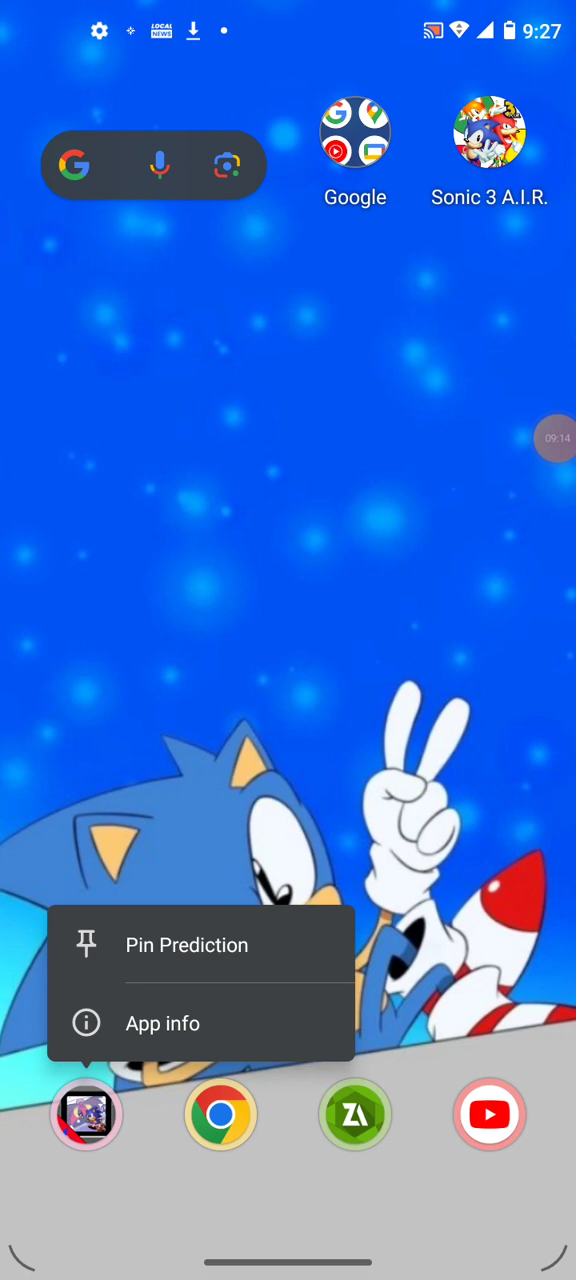 LOCAL
NEWS
9:27
Google
Sonic 3 A.I.R.
09:14
Pin Prediction
App info